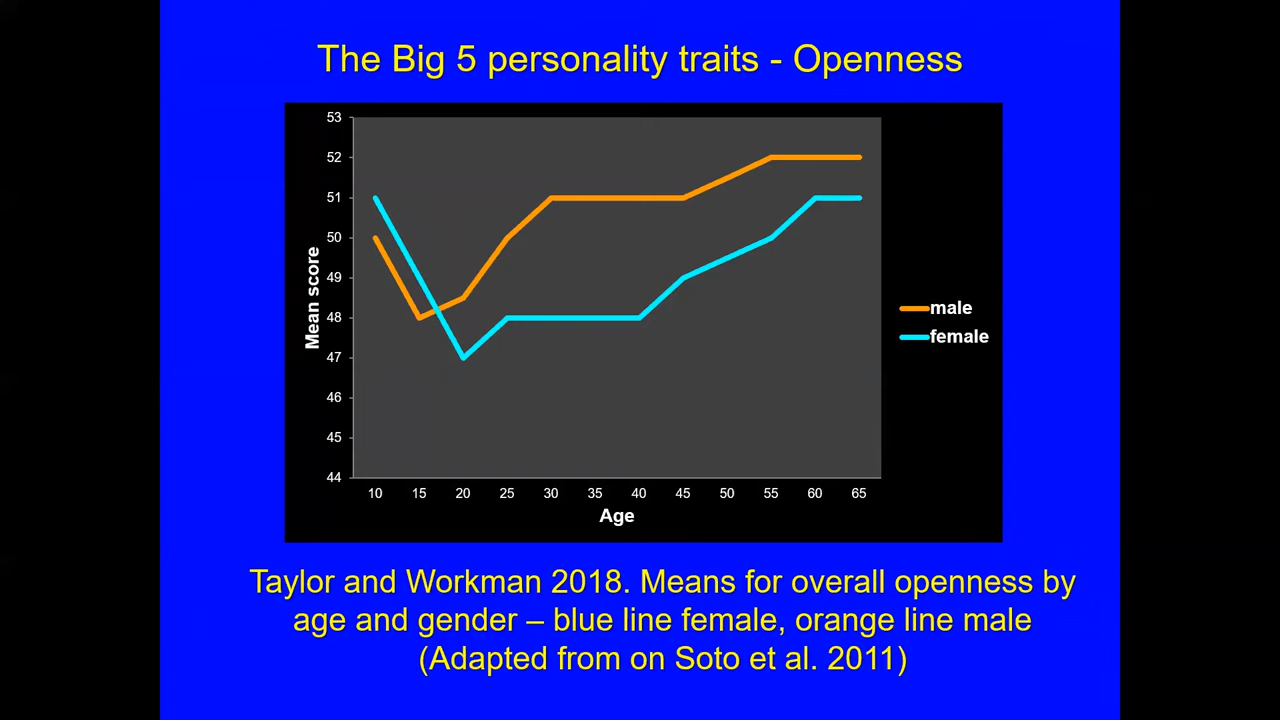 The Big 5 personality traits - Openness
53
52
51
50
49
48
47
46
45
44
Mean score
10 15 20 25 30 35 40 45 50 55 60 65
Age
male
female
Taylor and Workman 2018. Means for overall openness by
age and gender – blue line female, orange line male
(Adapted from on Soto et al. 2011)